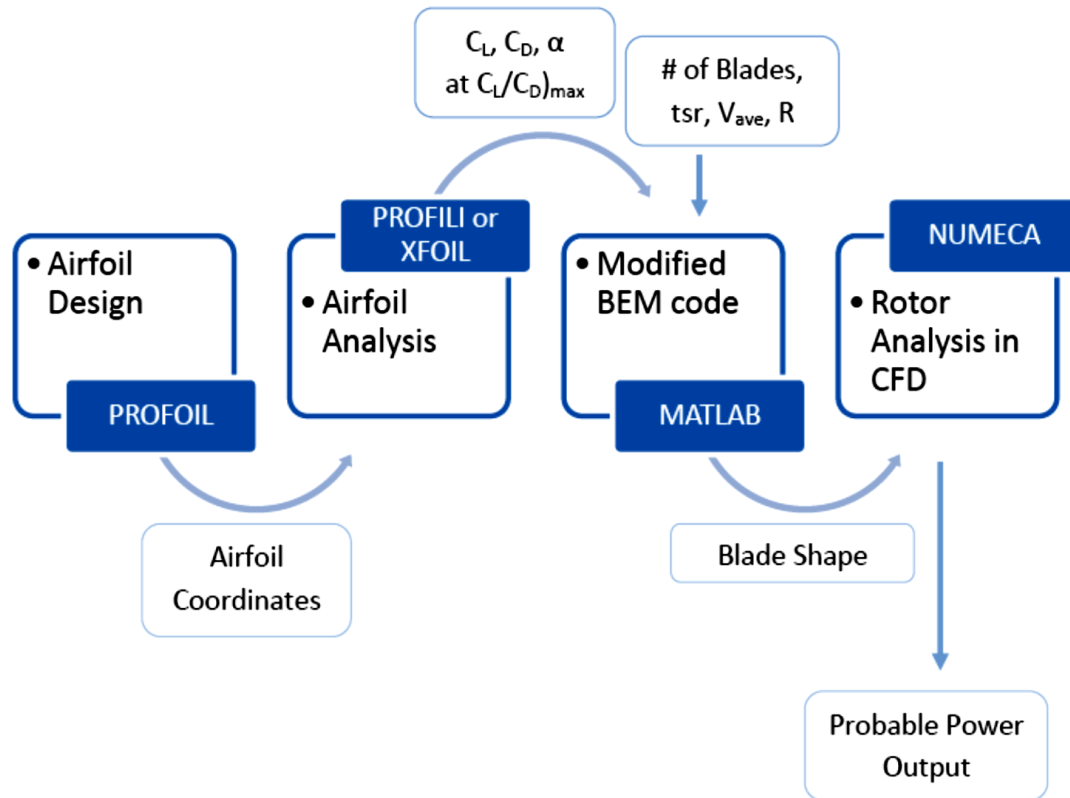 C_L, C_D, α
at C_L/C_D)_max
# of Blades,
tsr, V_ave, R
PROFILI or
XFOIL
NUMECA
• Airfoil
Design
• Airfoil
Analysis
• Modified
BEM code
• Rotor
Analysis in
CFD
PROFOIL
MATLAB
Airfoil
Coordinates
Blade Shape
Probable Power
Output